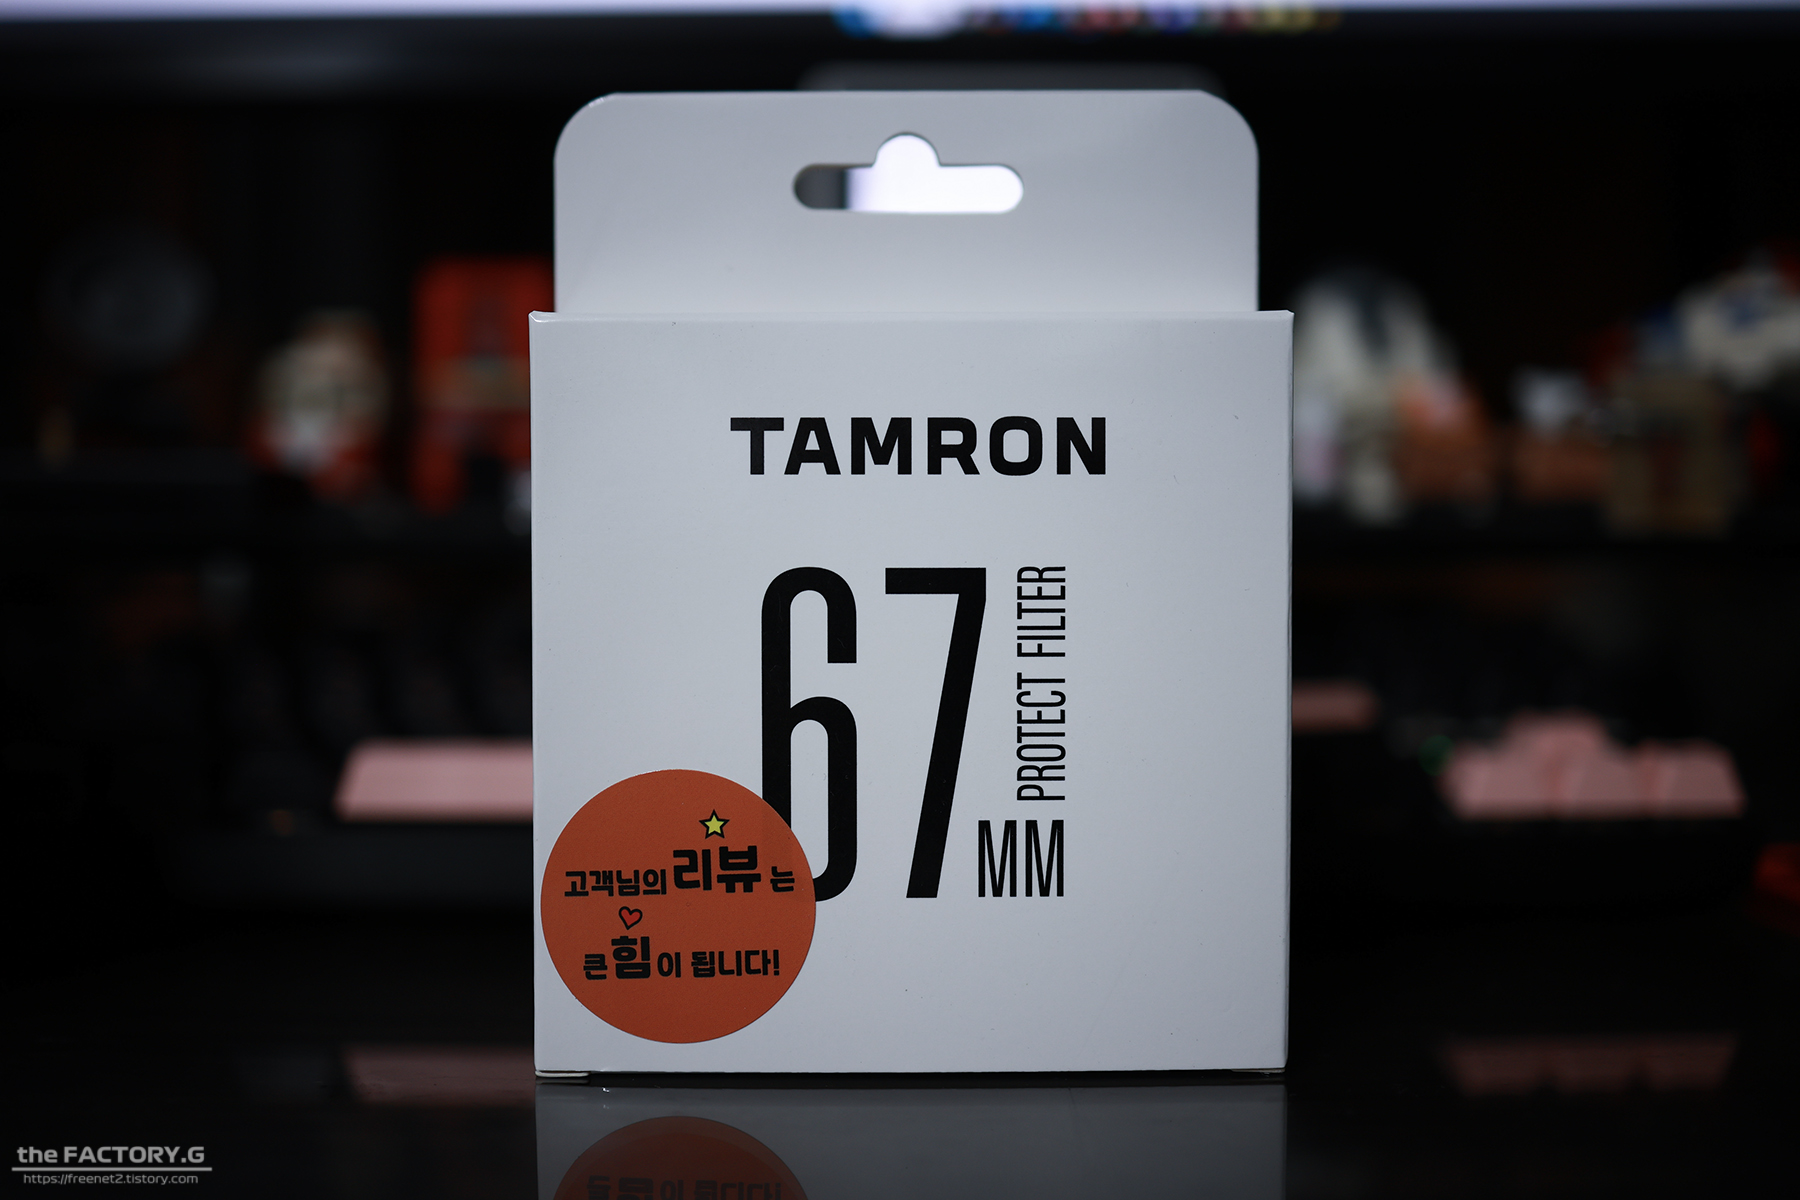 TAMRON
67
MM
PROTECT FILTER
고객님의 리뷰는
큰 힘이 됩니다!
the FACTORY.G
https://freenet2.tistory.com